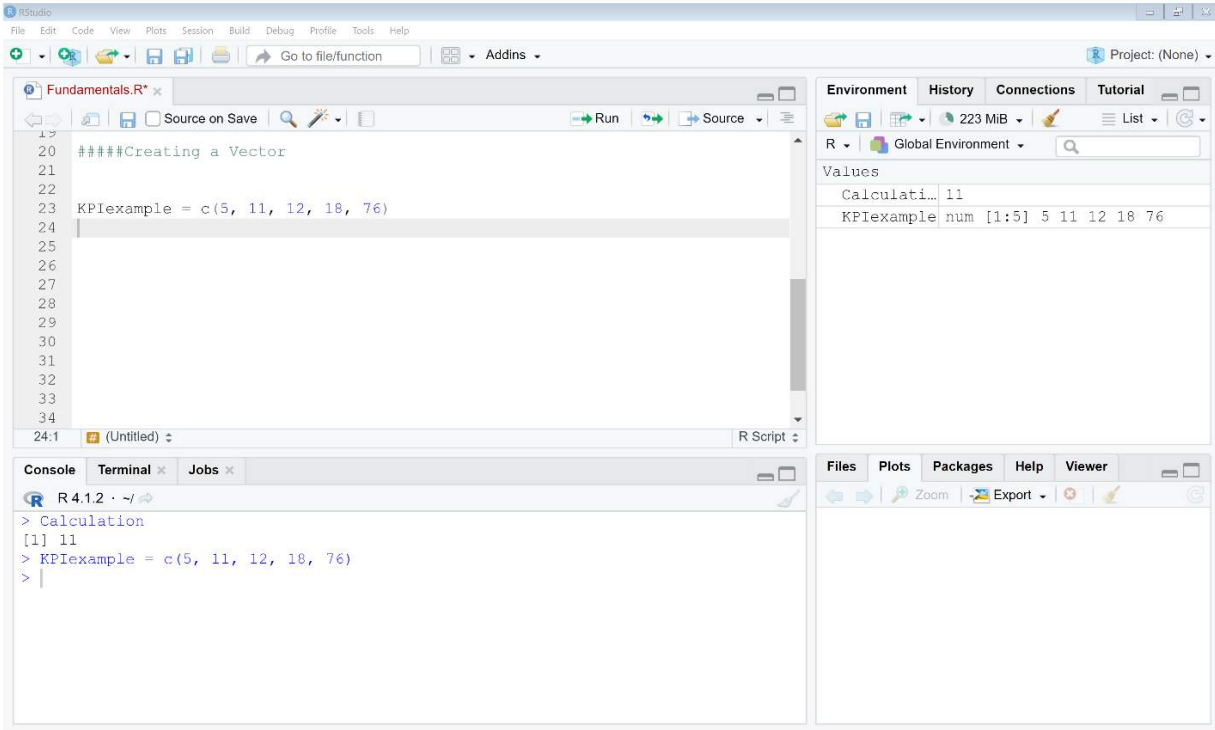 RStudio
File Edit Code View Plots Session Build Debug Profile Tools Help
Go to file/function Addins Project: (None)
Fundamentals.R*
Source on Save Run Source
19
20 #####Creating a Vector
21
22
23 KPIexample = c(5, 11, 12, 18, 76)
24
25
26
27
28
29
30
31
32
33
34
24:1 # (Untitled) R Script
Console Terminal Jobs
R R 4.1.2 · ~/
> Calculation
[1] 11
> KPIexample = c(5, 11, 12, 18, 76)
>
Environment History Connections Tutorial
223 MiB List
R Global Environment
Values
Calculati… 11
KPIexample num [1:5] 5 11 12 18 76
Files Plots Packages Help Viewer
Zoom Export